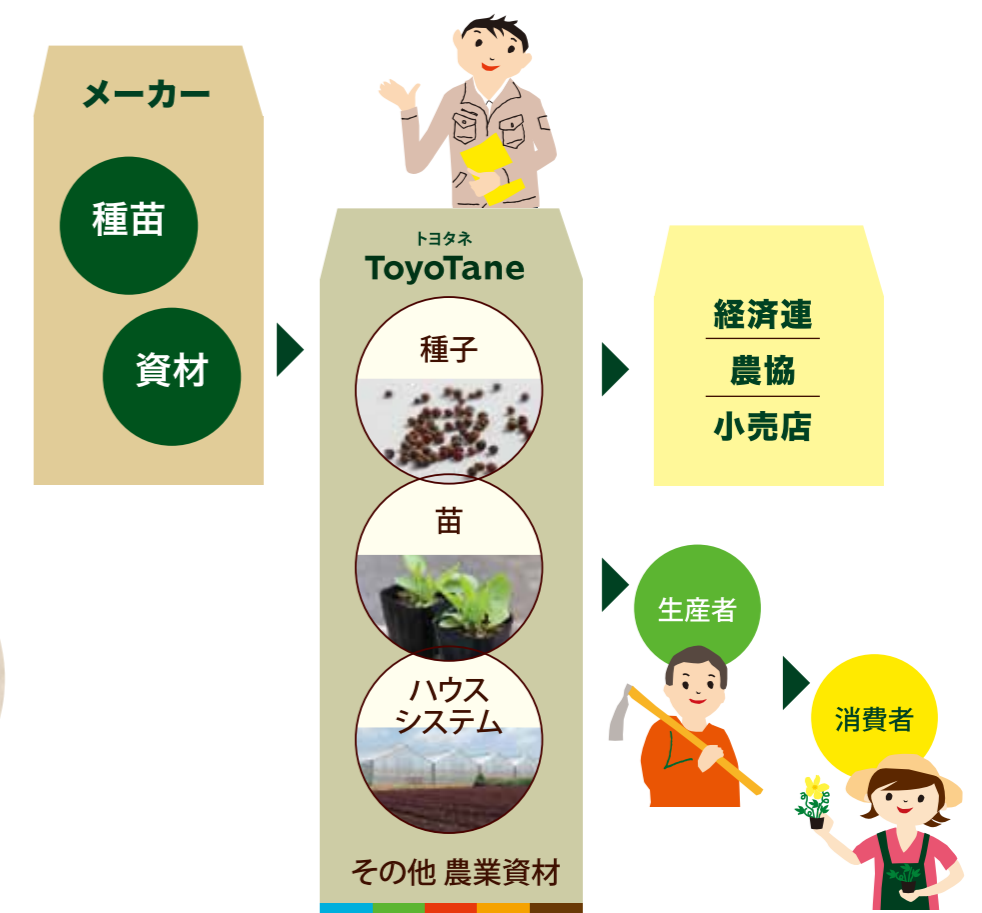 メーカー
種苗
資材
トヨタネ
ToyoTane
種子
苗
ハウス
システム
その他 農業資材
経済連
農協
小売店
生産者
消費者